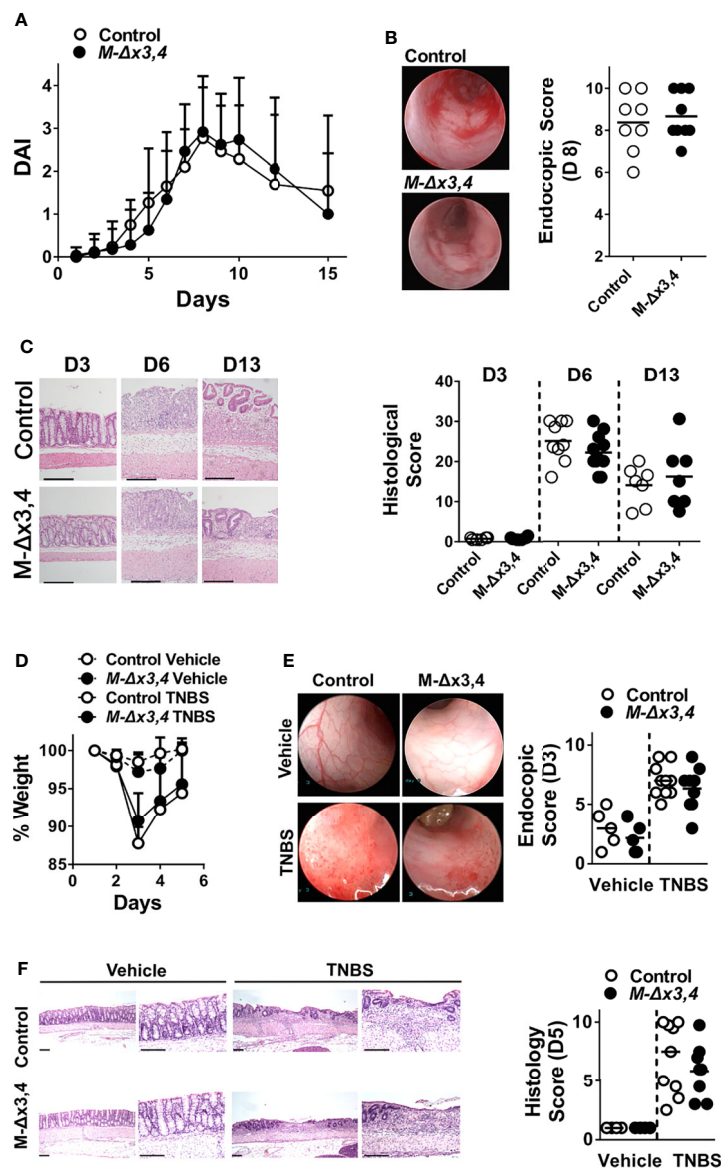 A
Control
M-Δx3,4
DAI
4
3
2
1
0
0
5
10
15
Days
B
Control
M-Δx3,4
Endocopic Score
(D 8)
10
8
6
4
2
Control
M-Δx3,4
C
D3
D6
D13
Control
M-Δx3,4
Histological
Score
D3
D6
D13
40
30
20
10
0
Control
M-Δx3,4
Control
M-Δx3,4
Control
M-Δx3,4
D
Control Vehicle
M-Δx3,4 Vehicle
Control TNBS
M-Δx3,4 TNBS
% Weight
100
95
90
85
0
2
4
6
Days
E
Control
M-Δx3,4
Vehicle
TNBS
Control
M-Δx3,4
Endocopic
Score (D3)
10
5
0
Vehicle TNBS
F
Vehicle
TNBS
Control
M-Δx3,4
Control
M-Δx3,4
Histology
Score (D5)
10
5
0
Vehicle TNBS